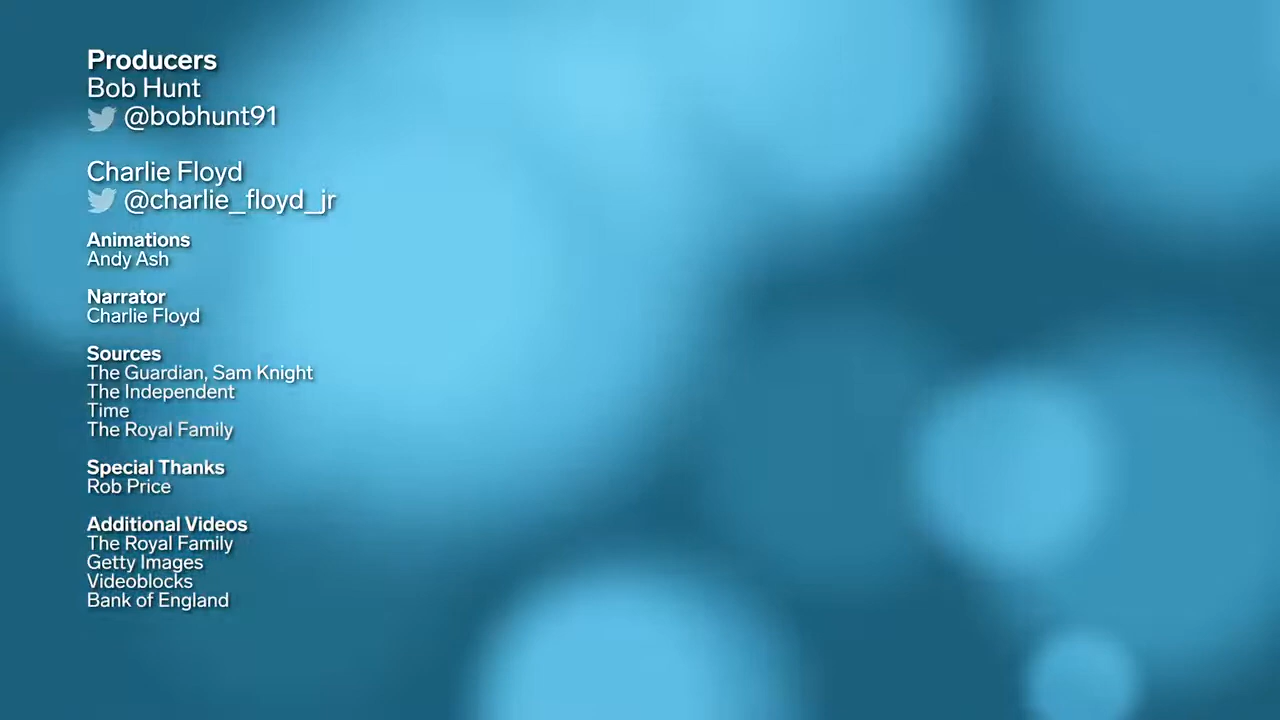 Producers
Bob Hunt
@bobhunt91
Charlie Floyd
@charlie_floyd_jr
Animations
Andy Ash
Narrator
Charlie Floyd
Sources
The Guardian, Sam Knight
The Independent
Time
The Royal Family
Special Thanks
Rob Price
Additional Videos
The Royal Family
Getty Images
Videoblocks
Bank of England